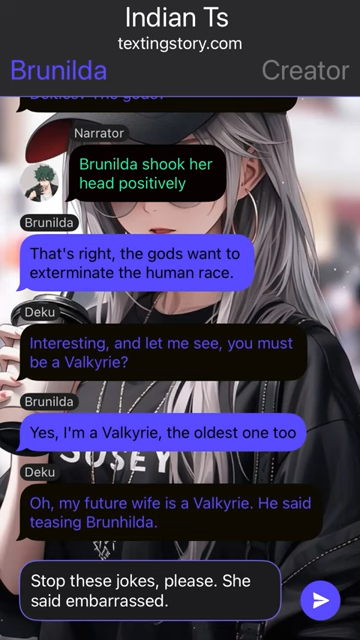 Indian Ts
textingstory.com
Brunilda
Creator
Narrator
Brunilda shook her
head positively
Brunilda
That's right, the gods want to
exterminate the human race.
Deku
Interesting, and let me see, you must
be a Valkyrie?
Brunilda
Yes, I'm a Valkyrie, the oldest one too
Deku
Oh, my future wife is a Valkyrie. He said
teasing Brunhilda.
Stop these jokes, please. She
said embarrassed.